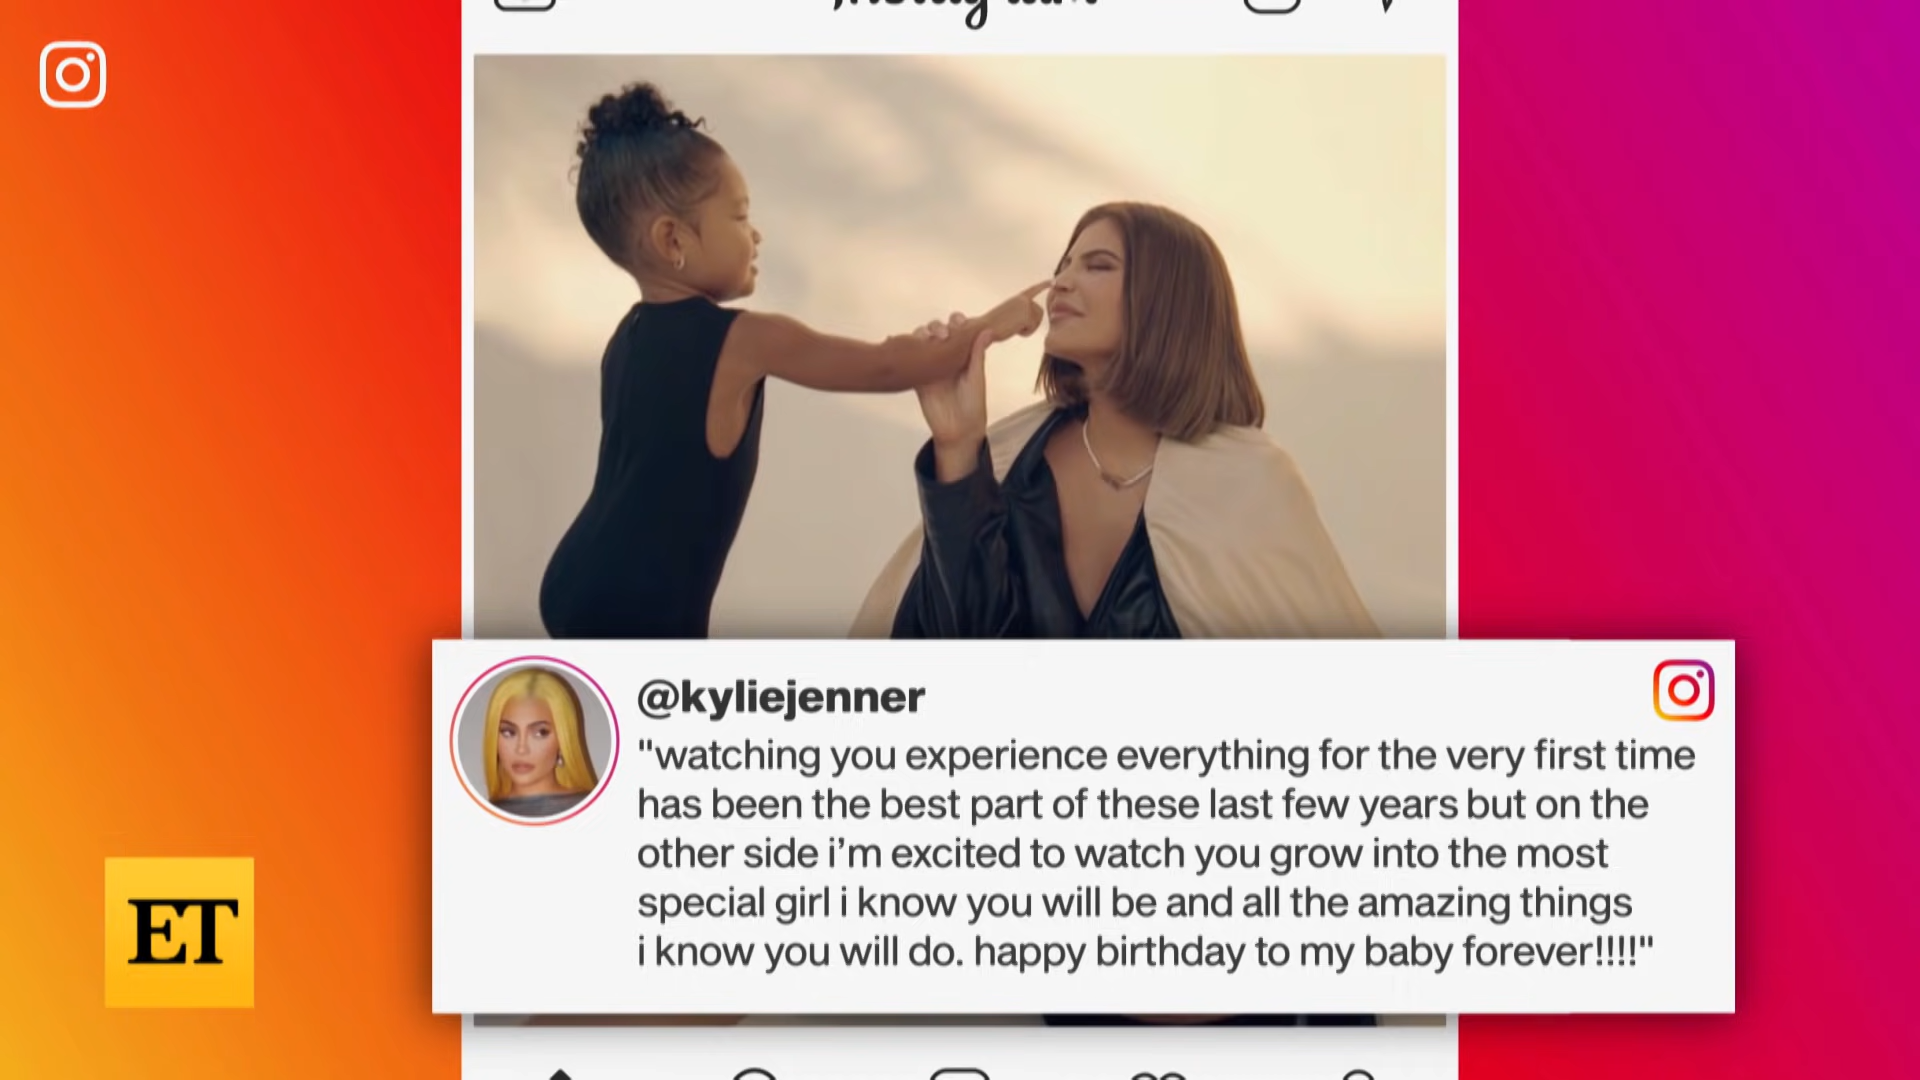 @kyliejenner
"watching you experience everything for the very first time
has been the best part of these last few years but on the
other side i’m excited to watch you grow into the most
special girl i know you will be and all the amazing things
i know you will do. happy birthday to my baby forever!!!!"
ET